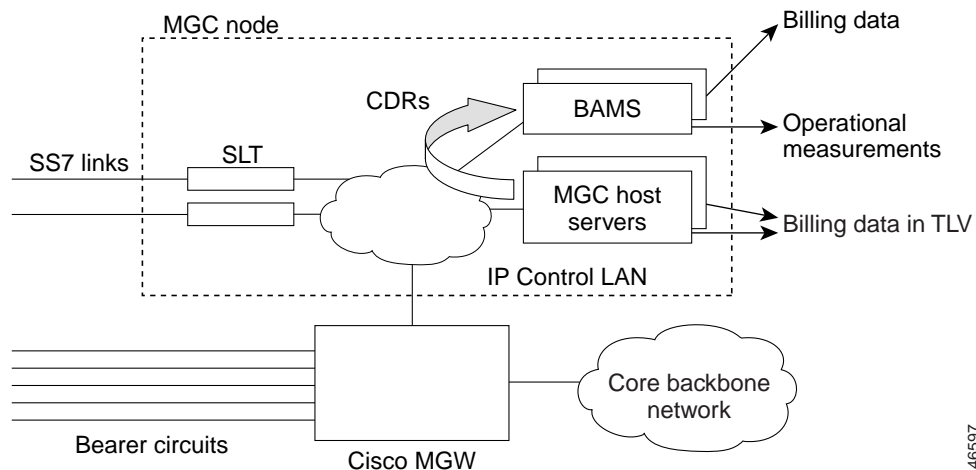 MGC node
Billing data
CDRs
BAMS
Operational
measurements
SS7 links
SLT
MGC host
servers
Billing data in TLV
IP Control LAN
Core backbone
network
Bearer circuits
Cisco MGW
46597